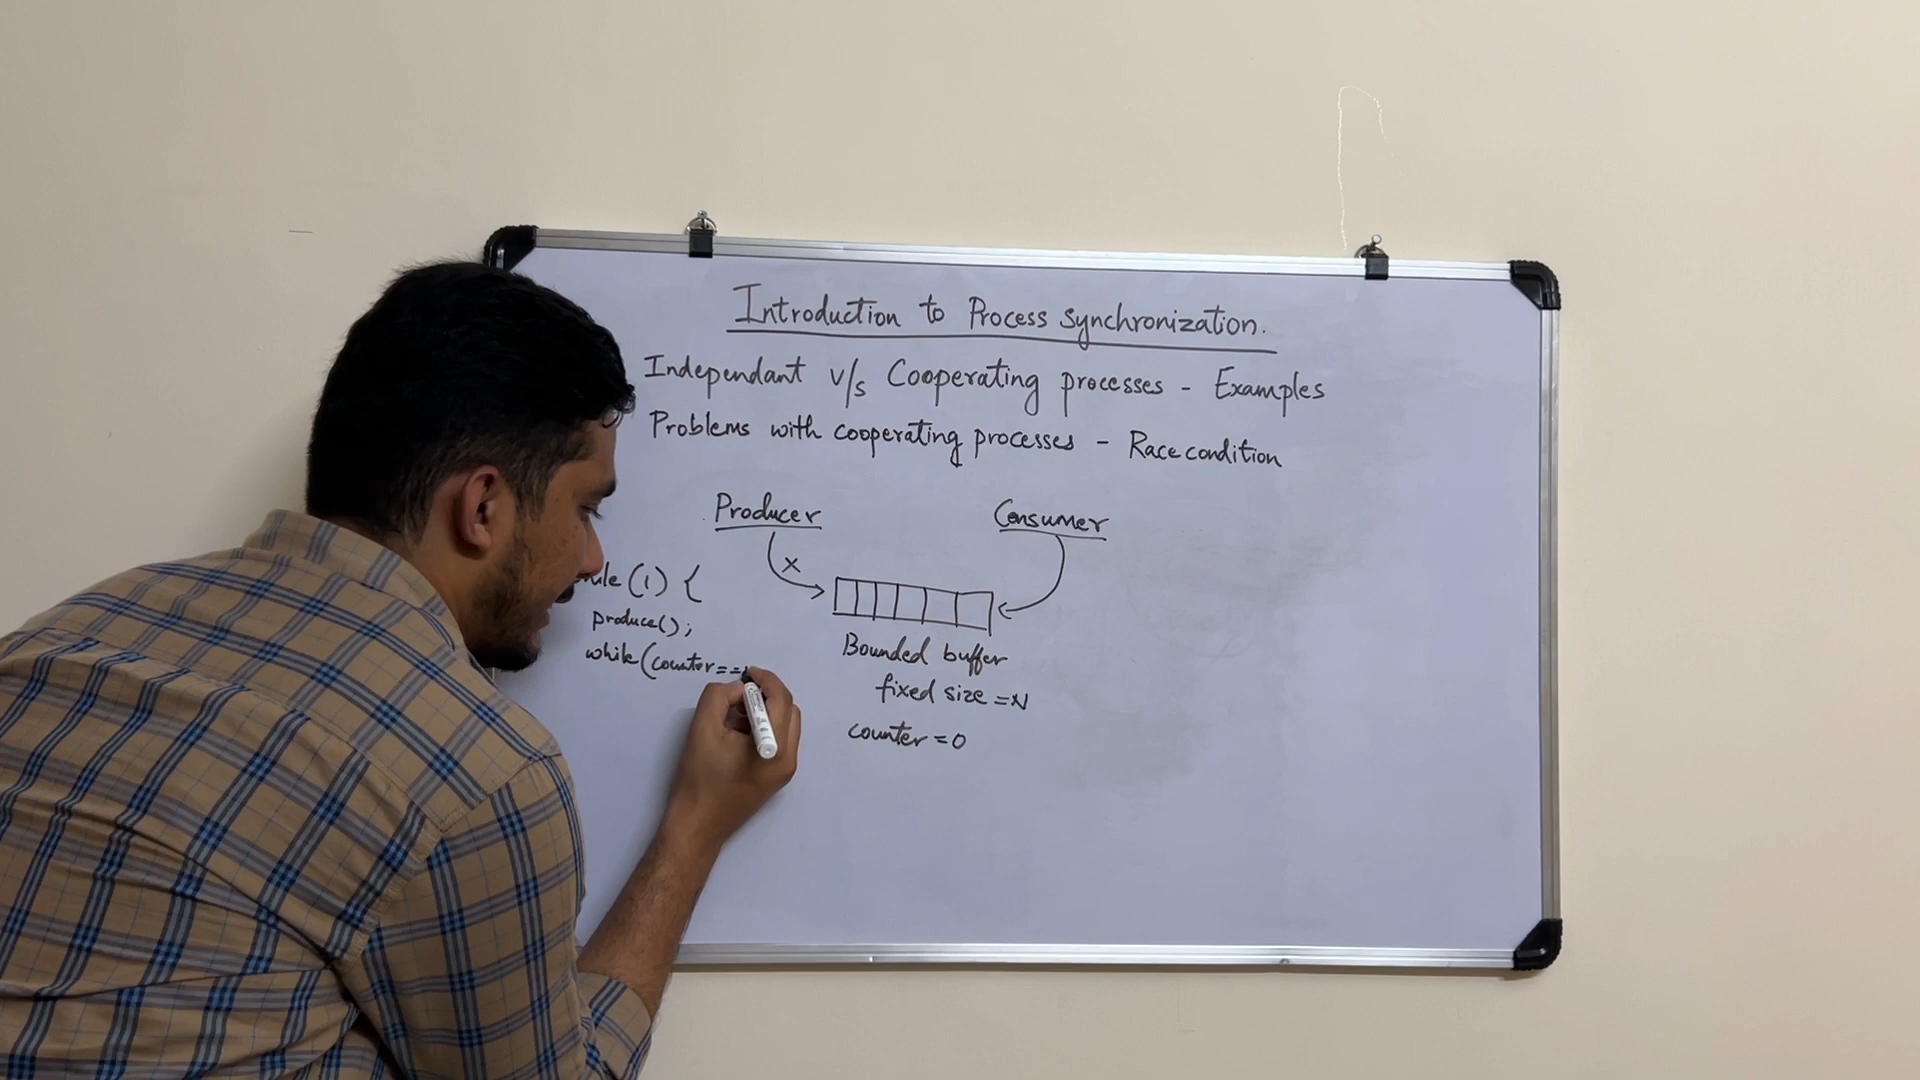 Introduction to Process Synchronization.
Independant v/s Cooperating processes - Examples
Problems with cooperating processes - Race condition
Producer
Consumer
x
(1) {
produce();
while(counter==
Bounded buffer
fixed size = N
counter = 0